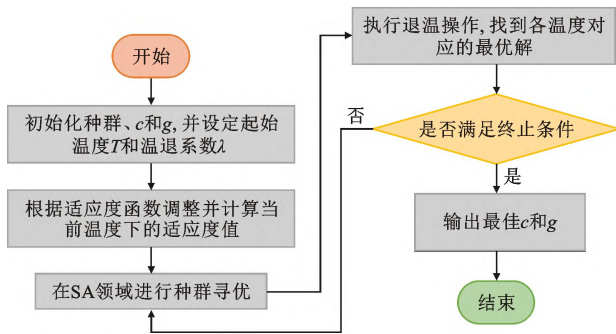 开始
初始化种群、c和g,并设定起始
温度T和温退系数λ
根据适应度函数调整并计算当
前温度下的适应度值
在SA领域进行种群寻优
执行退温操作,找到各温度对
应的最优解
否
是否满足终止条件
是
输出最佳c和g
结束